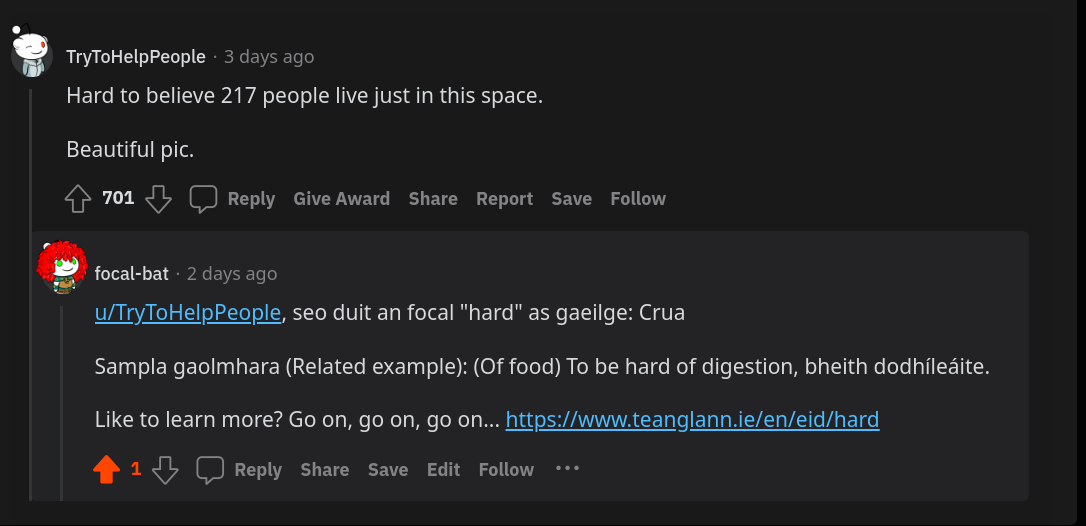 TryToHelpPeople · 3 days ago
Hard to believe 217 people live just in this space.
Beautiful pic.
701 Reply Give Award Share Report Save Follow
focal-bat · 2 days ago
u/TryToHelpPeople, seo duit an focal "hard" as gaeilge: Crua
Sampla gaolmhara (Related example): (Of food) To be hard of digestion, bheith dodhíleáite.
Like to learn more? Go on, go on, go on... https://www.teanglann.ie/en/eid/hard
1 Reply Share Save Edit Follow ···